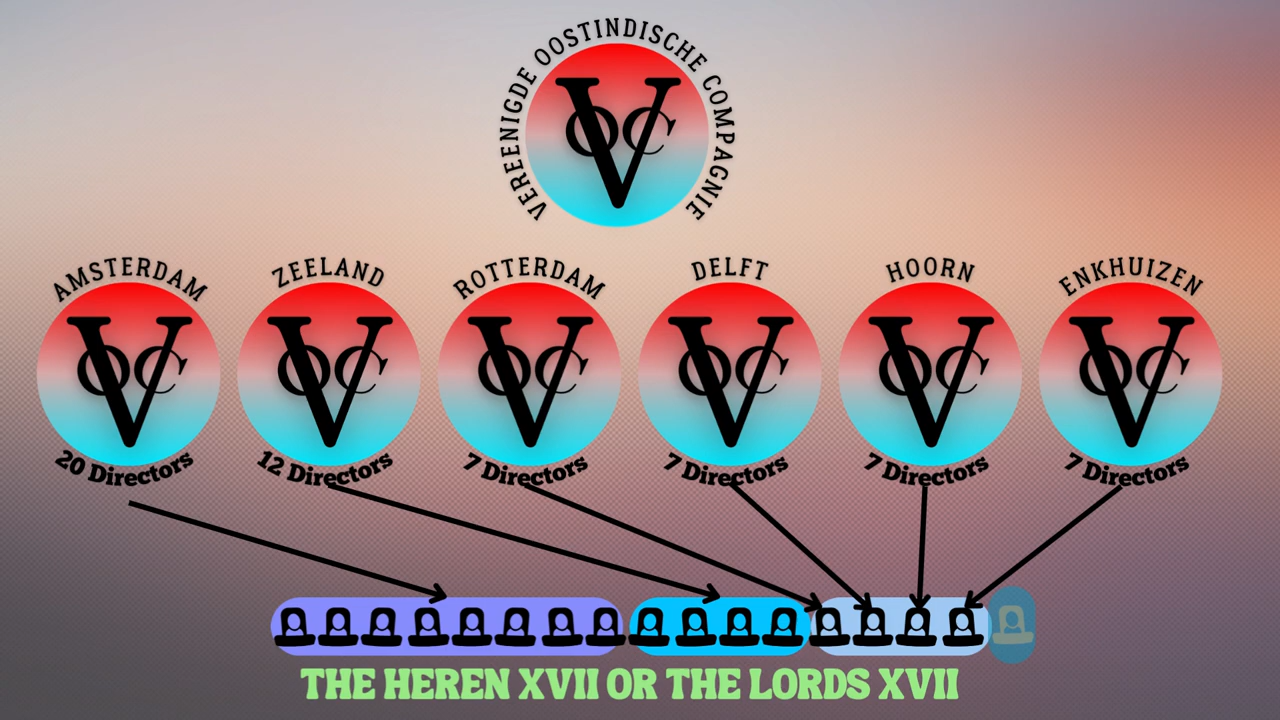 VEREENIGDE OOSTINDISCHE COMPAGNIE
VOC
AMSTERDAM
ZEELAND
ROTTERDAM
DELFT
HOORN
ENKHUIZEN
VOC
VOC
VOC
VOC
VOC
VOC
20 Directors
12 Directors
7 Directors
7 Directors
7 Directors
7 Directors
THE HEREN XVII OR THE LORDS XVII